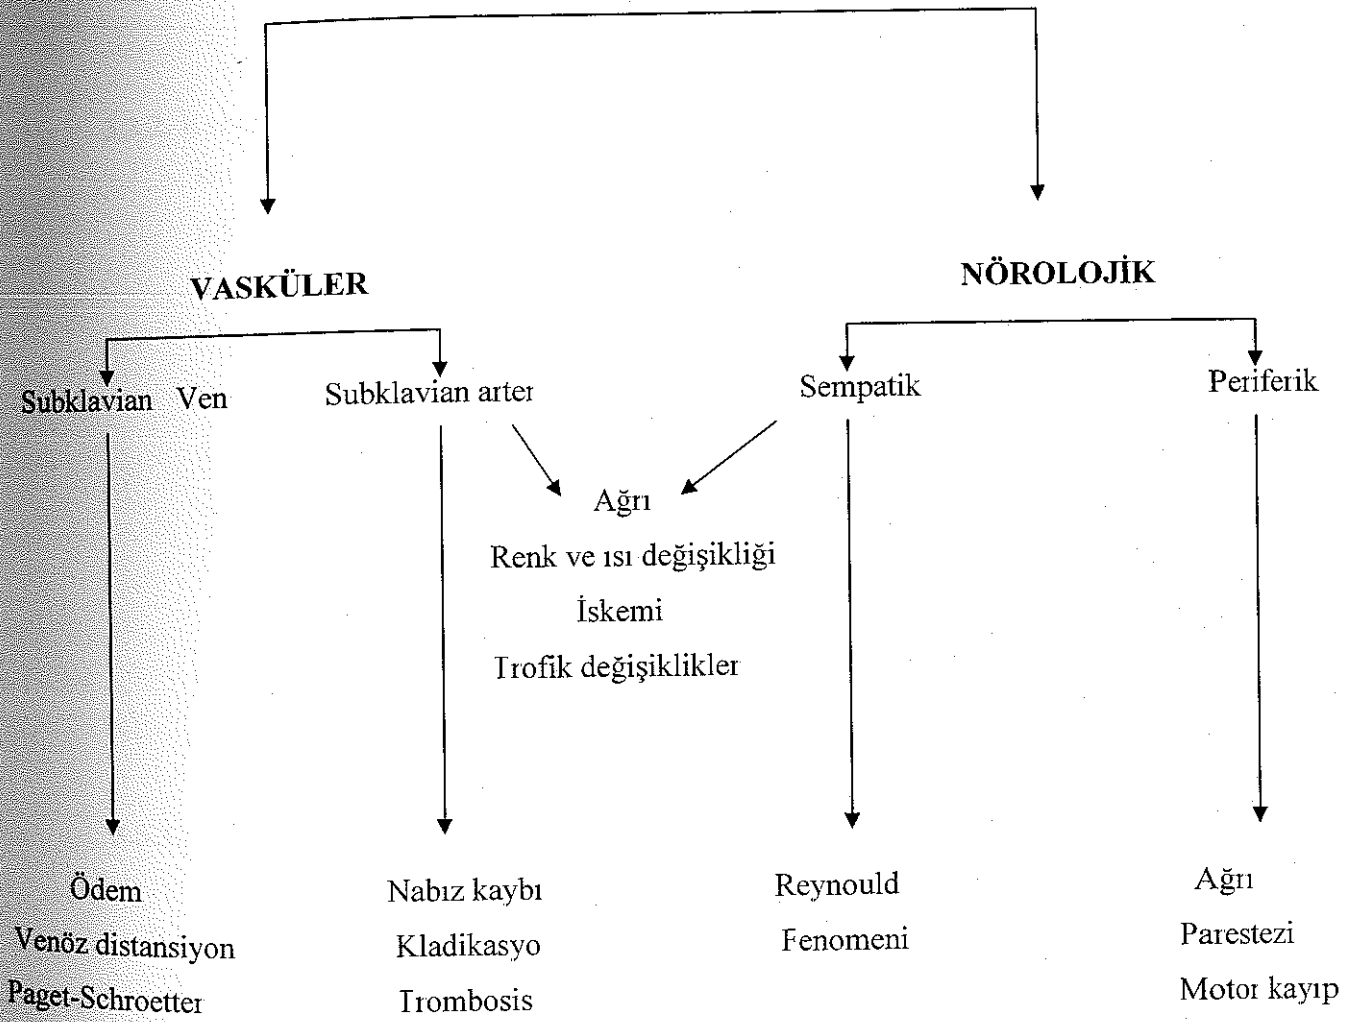 VASKÜLER
NÖROLOJİK
Subklavian Ven
Subklavian arter
Sempatik
Periferik
Ağrı
Renk ve ısı değişikliği
İskemi
Trofik değişiklikler
Ödem
Venöz distansiyon
Paget-Schroetter
Nabız kaybı
Kladikasyo
Trombosis
Reynould
Fenomeni
Ağrı
Parestezi
Motor kayıp